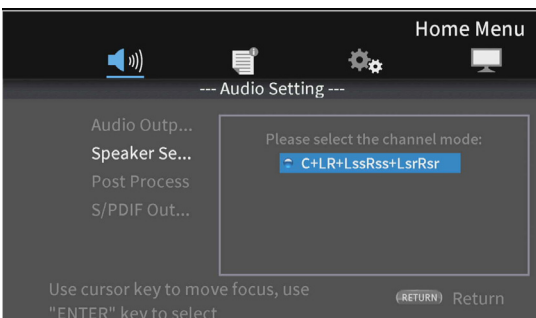 Home Menu
--- Audio Setting ---
Audio Outp...
Speaker Se...
Post Process
S/PDIF Out...
Please select the channel mode:
C+LR+LssRss+LsrRsr
Use cursor key to move focus, use
"ENTER" key to select
RETURN Return